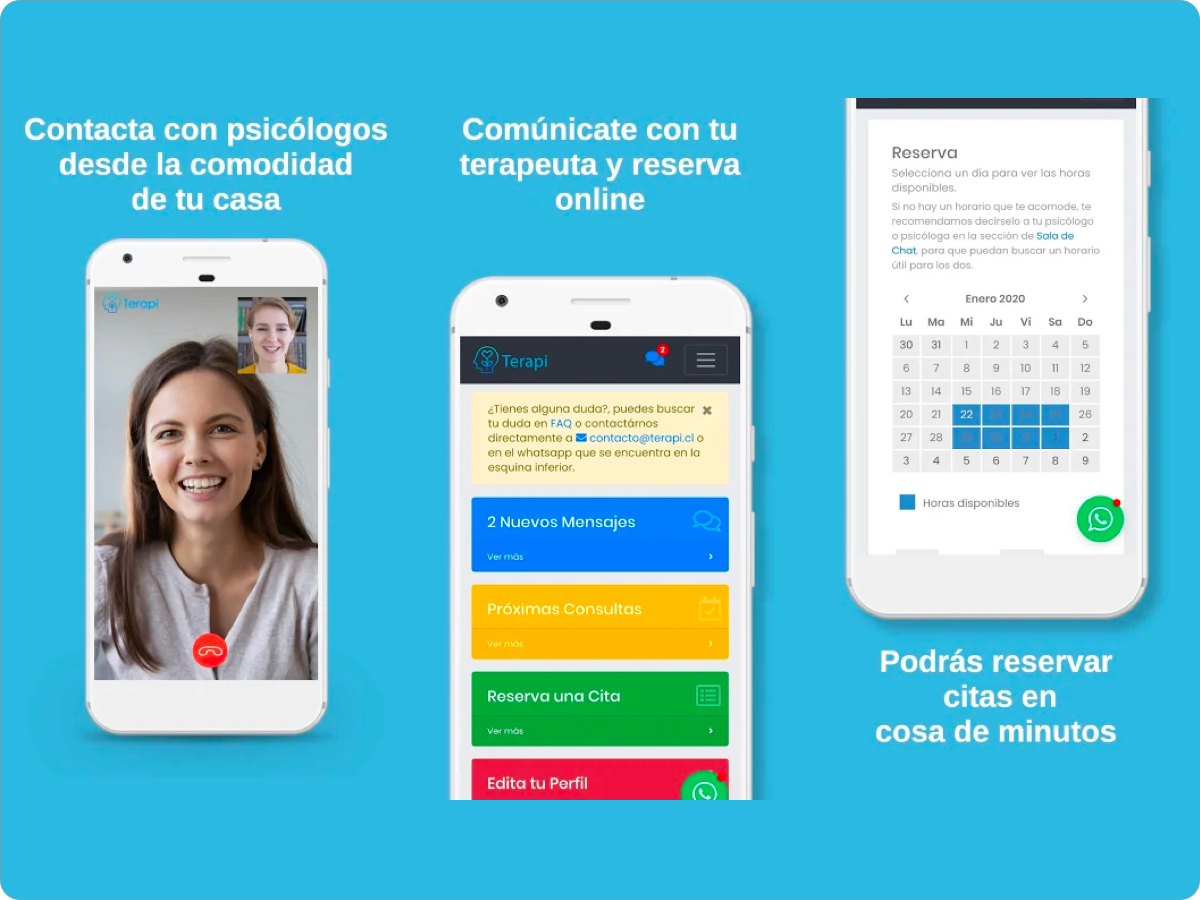 Contacta con psicólogos
desde la comodidad
de tu casa
Terapi
Comúnicate con tu
terapeuta y reserva
online
Terapi
2
¿Tienes alguna duda?, puedes buscar
tu duda en FAQ o contactárnos
directamente a contacto@terapi.cl o
en el whatsapp que se encuentra en la
esquina inferior.
2 Nuevos Mensajes
Ver más
Próximas Consultas
Ver más
Reserva una Cita
Ver más
Edita tu Perfil
Reserva
Selecciona un día para ver las horas
disponibles.
Si no hay un horario que te acomode, te
recomendamos decírselo a tu psicólogo
o psicóloga en la sección de Sala de
Chat, para que puedan buscar un horario
útil para los dos.
Enero 2020
Lu Ma Mi Ju Vi Sa Do
30 31 1 2 3 4 5
6 7 8 9 10 11 12
13 14 15 16 17 18 19
20 21 22 26
27 28 1 2
3 4 5 6 7 8 9
Horas disponibles
Podrás reservar
citas en
cosa de minutos